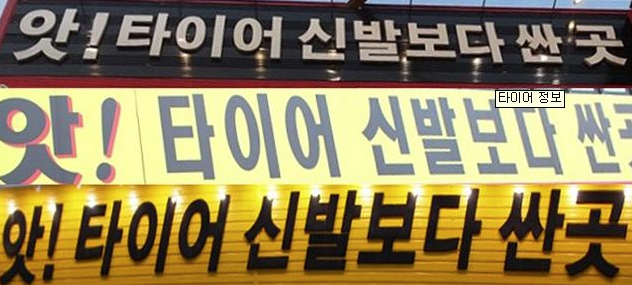 앗! 타이어 신발보다 싼 곳
타이어 정보
앗! 타이어 신발보다 싼곳
앗! 타이어 신발보다 싼곳